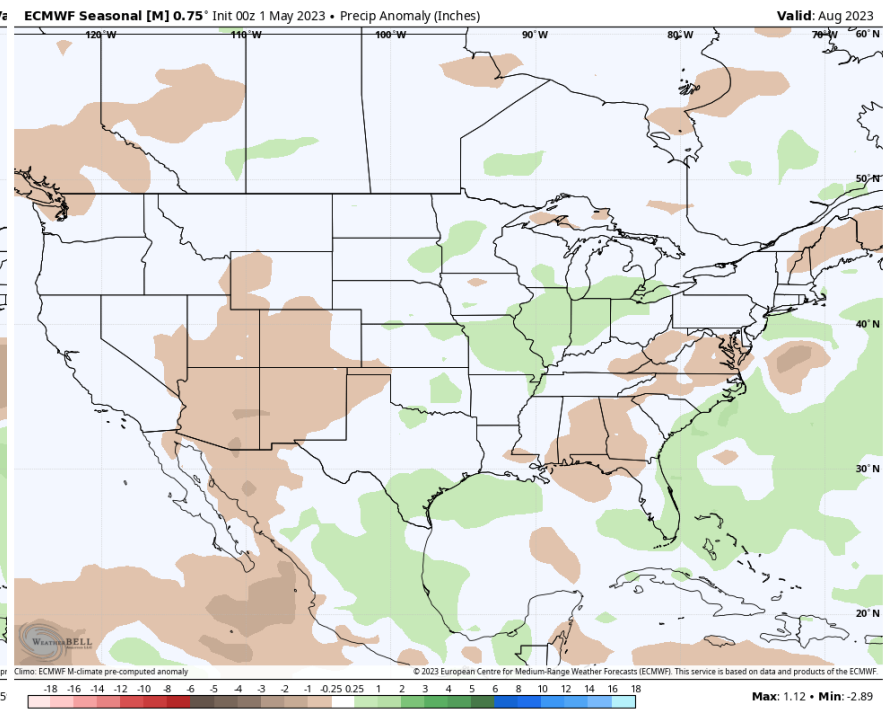 ECMWF Seasonal [M] 0.75° Init 00z 1 May 2023 • Precip Anomaly (Inches)
Valid: Aug 2023
120°W 110°W 100°W 90°W 80°W 70°W 60°N
50°N
40°N
30°N
20°N
WEATHERBELL
Climo: ECMWF M-climate pre-computed anomaly
© 2023 European Centre for Medium-Range Weather Forecasts (ECMWF). This service is based on data and products of the ECMWF.
-18 -16 -14 -12 -10 -8 -6 -5 -4 -3 -2 -1 -0.25 0.25 1 2 3 4 5 6 8 10 12 14 16 18
Max: 1.12 • Min: -2.89